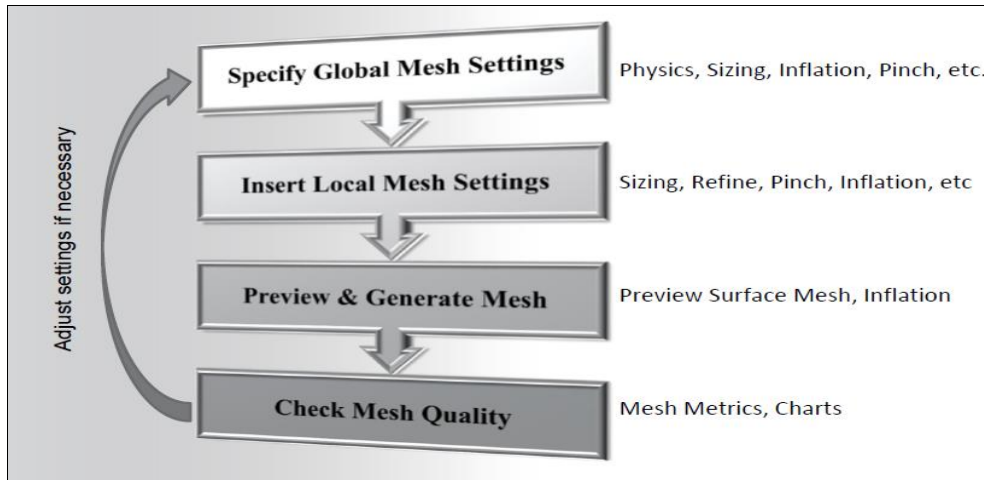 Specify Global Mesh Settings
Physics, Sizing, Inflation, Pinch, etc.
Insert Local Mesh Settings
Sizing, Refine, Pinch, Inflation, etc
Preview & Generate Mesh
Preview Surface Mesh, Inflation
Check Mesh Quality
Mesh Metrics, Charts
Adjust settings if necessary